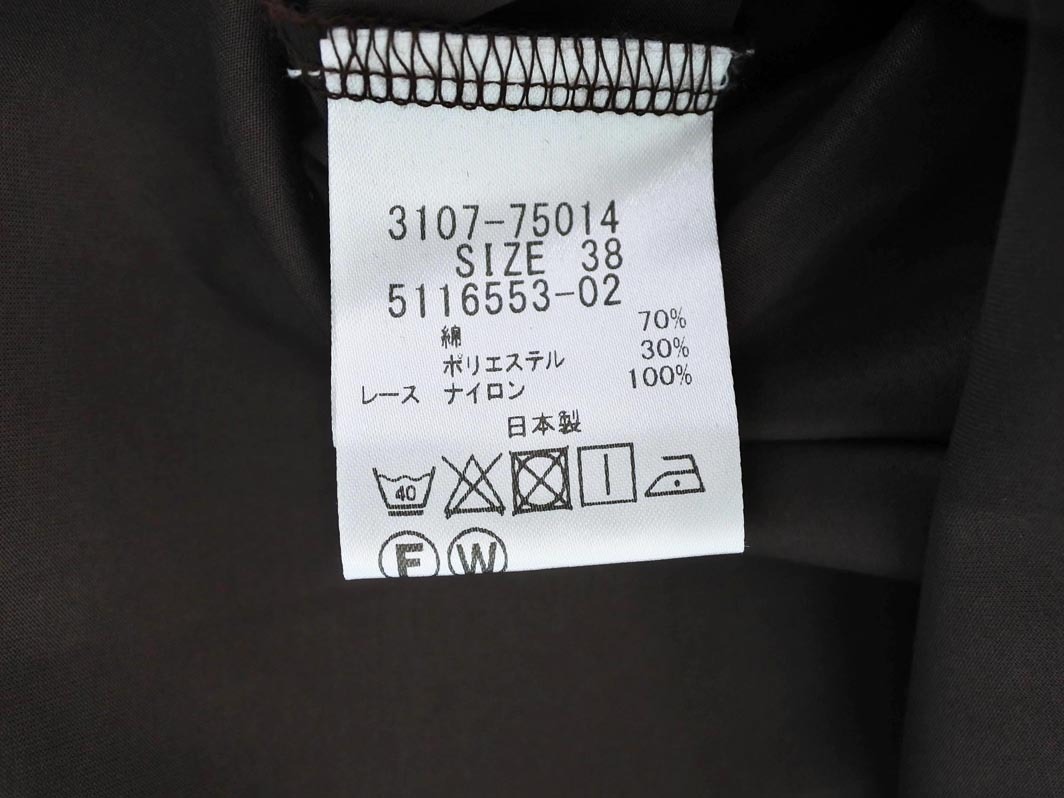 3107-75014
SIZE 38
5116553-02
綿 70%
ポリエステル 30%
レース ナイロン 100%
日本製
40
F W